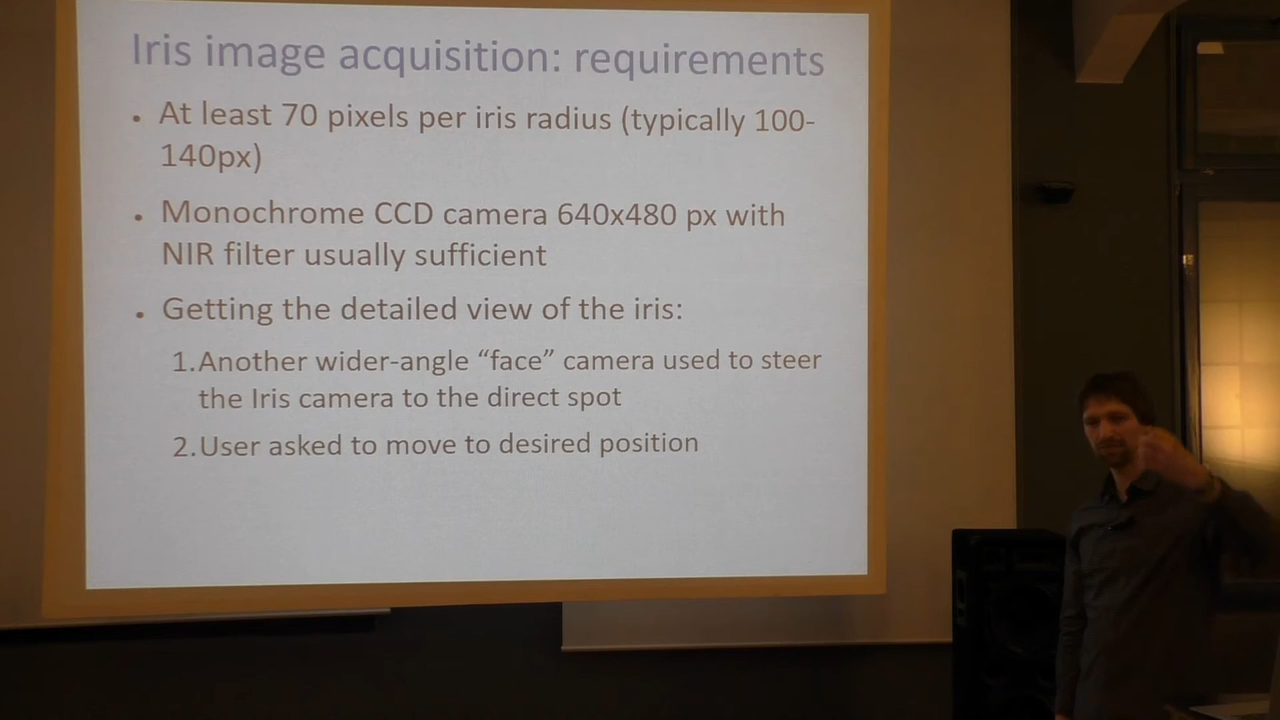 Iris image acquisition: requirements
• At least 70 pixels per iris radius (typically 100-
140px)
• Monochrome CCD camera 640x480 px with
NIR filter usually sufficient
• Getting the detailed view of the iris:
1.Another wider-angle “face” camera used to steer
the Iris camera to the direct spot
2.User asked to move to desired position